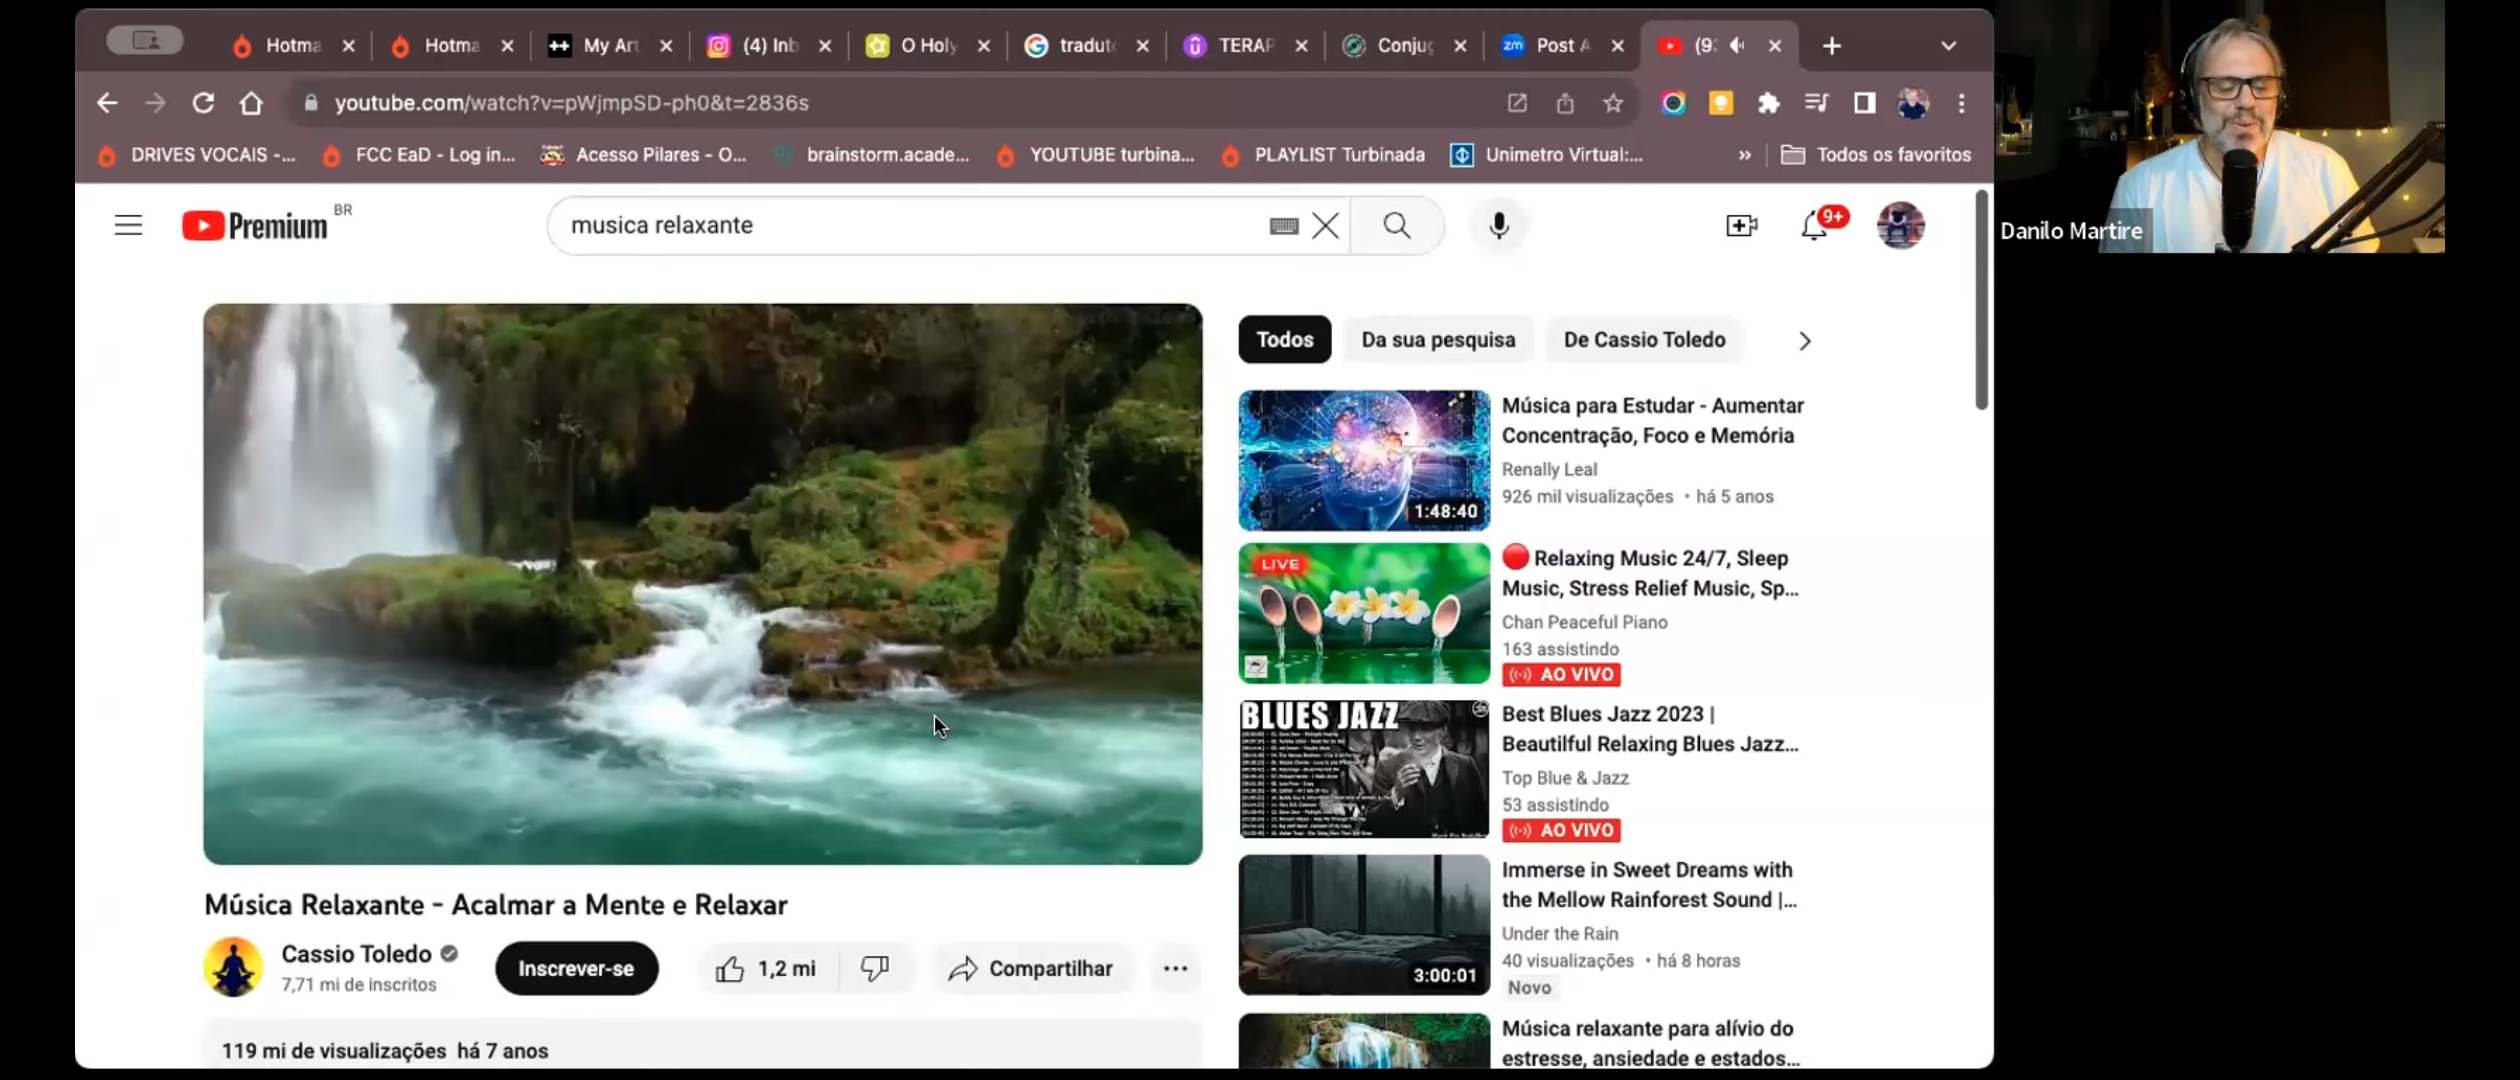 Hotma
Hotma
My Art
(4) Inb
O Holy
tradut
TERAP
Conjug
Post A
(9
youtube.com/watch?v=pWjmpSD-ph0&t=2836s
DRIVES VOCAIS -...
FCC EaD - Log in...
Acesso Pilares - O...
brainstorm.acade...
YOUTUBE turbina...
PLAYLIST Turbinada
Unimetro Virtual:...
Todos os favoritos
Premium BR
musica relaxante
9+
Danilo Martire
Todos
Da sua pesquisa
De Cassio Toledo
1:48:40
Música para Estudar - Aumentar
Concentração, Foco e Memória
Renally Leal
926 mil visualizações • há 5 anos
LIVE
Relaxing Music 24/7, Sleep
Music, Stress Relief Music, Sp...
Chan Peaceful Piano
163 assistindo
AO VIVO
BLUES JAZZ
Best Blues Jazz 2023 |
Beautilful Relaxing Blues Jazz...
Top Blue & Jazz
53 assistindo
AO VIVO
3:00:01
Immerse in Sweet Dreams with
the Mellow Rainforest Sound |...
Under the Rain
40 visualizações • há 8 horas
Novo
Música relaxante para alívio do
estresse, ansiedade e estados...
Música Relaxante - Acalmar a Mente e Relaxar
Cassio Toledo
7,71 mi de inscritos
Inscrever-se
1,2 mi
Compartilhar
119 mi de visualizações há 7 anos